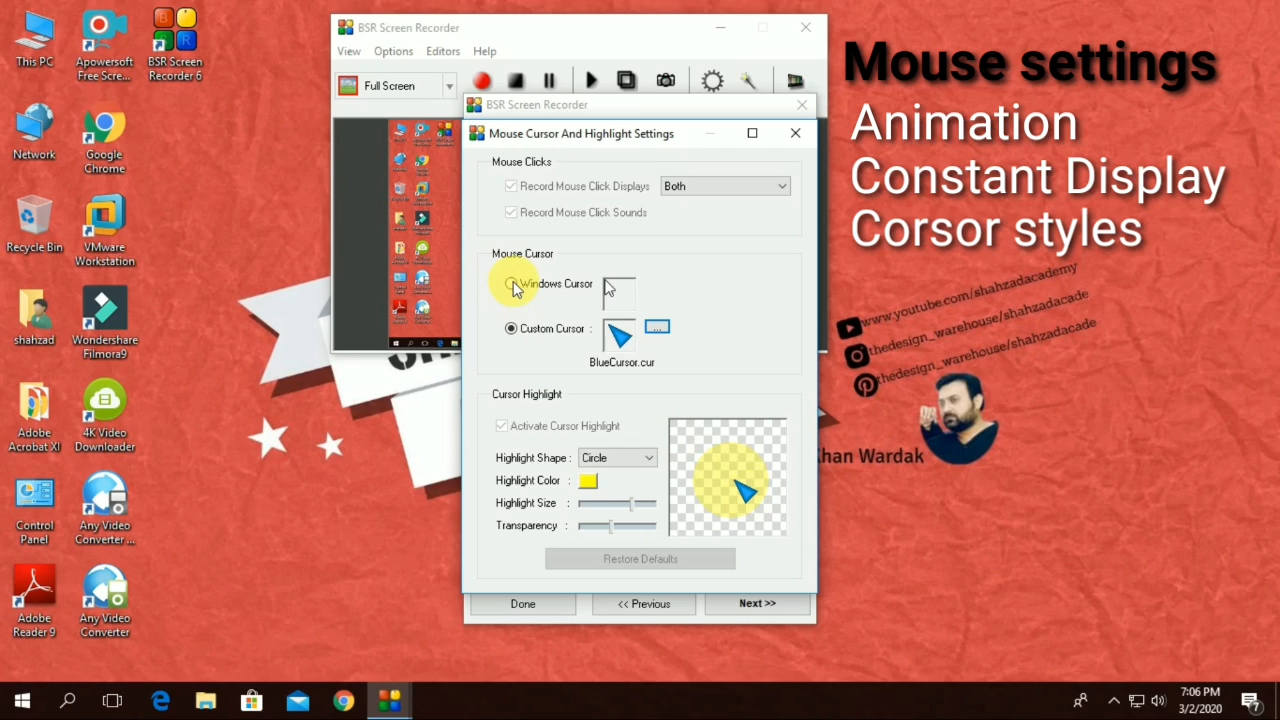 This PC
Apowersoft
Free Scre...
BSR Screen
Recorder 6
Network
Google
Chrome
Recycle Bin
VMware
Workstation
shahzad
Wondershare
Filmora9
Adobe
Acrobat XI
4K Video
Downloader
Control
Panel
Any Video
Converter ...
Adobe
Reader 9
Any Video
Converter
BSR Screen Recorder
View Options Editors Help
Full Screen
BSR Screen Recorder
Mouse Cursor And Highlight Settings
Mouse Clicks
Record Mouse Click Displays Both
Record Mouse Click Sounds
Mouse Cursor
Windows Cursor
Custom Cursor : ...
BlueCursor.cur
Cursor Highlight
Activate Cursor Highlight
Highlight Shape : Circle
Highlight Color :
Highlight Size :
Transparency :
Restore Defaults
Done << Previous Next >>
Mouse settings
Animation
Constant Display
Corsor styles
www.youtube.com/shahzadacademy
thedesign_warehouse/shahzadacade
thedesign_warehouse/shahzadacade
Khan Wardak
7:06 PM
3/2/2020
7